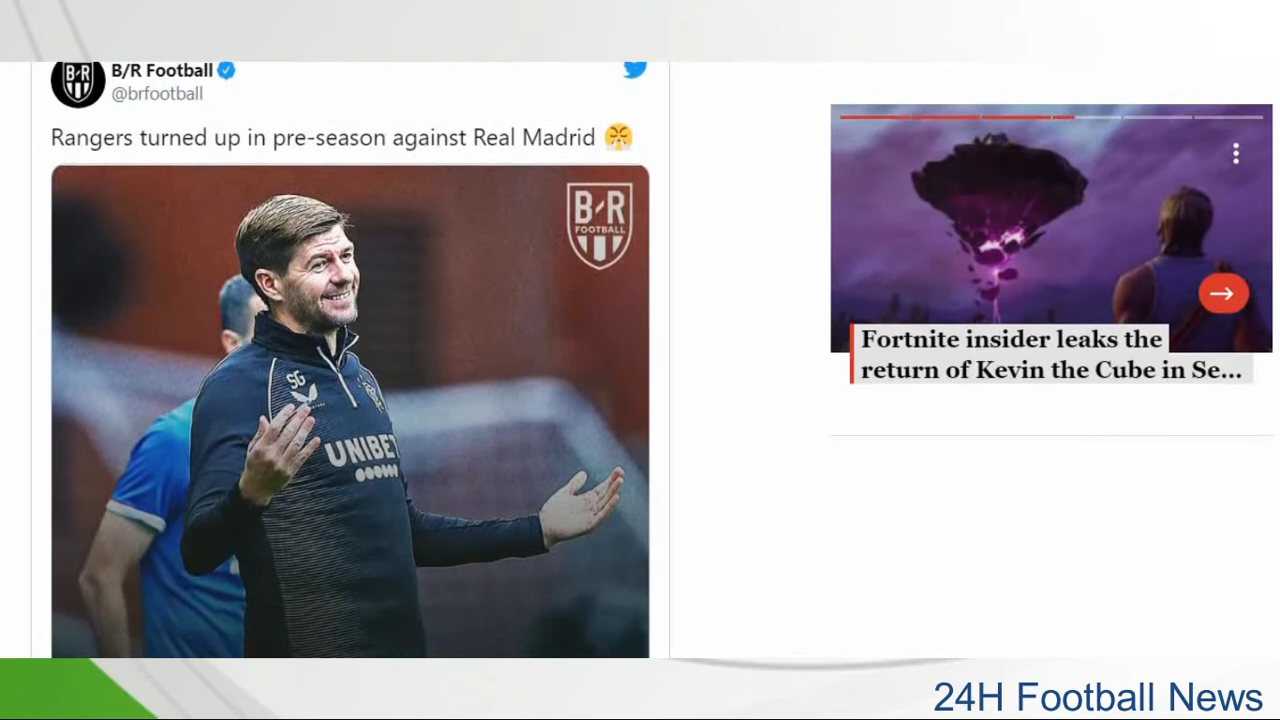 B/R Football
@brfootball
Rangers turned up in pre-season against Real Madrid
B/R
FOOTBALL
SG
UNIBET
Fortnite insider leaks the
return of Kevin the Cube in Se...
24H Football News